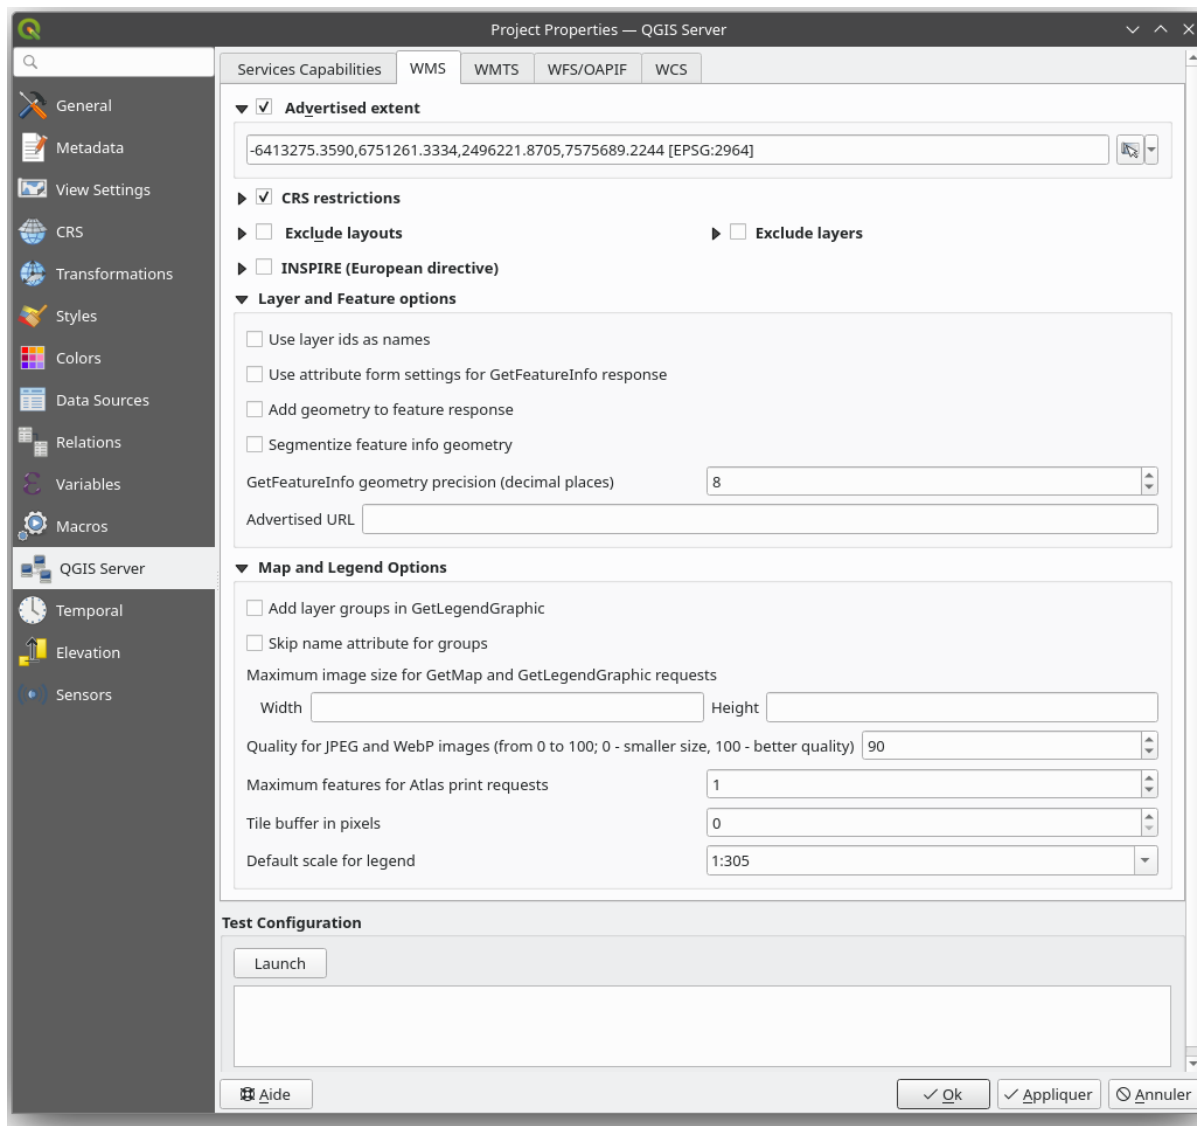 Project Properties — QGIS Server
General
Metadata
View Settings
CRS
Transformations
Styles
Colors
Data Sources
Relations
Variables
Macros
QGIS Server
Temporal
Elevation
Sensors
Services Capabilities WMS WMTS WFS/OAPIF WCS
Advertised extent
-6413275.3590,6751261.3334,2496221.8705,7575689.2244 [EPSG:2964]
CRS restrictions
Exclude layouts Exclude layers
INSPIRE (European directive)
Layer and Feature options
Use layer ids as names
Use attribute form settings for GetFeatureInfo response
Add geometry to feature response
Segmentize feature info geometry
GetFeatureInfo geometry precision (decimal places) 8
Advertised URL
Map and Legend Options
Add layer groups in GetLegendGraphic
Skip name attribute for groups
Maximum image size for GetMap and GetLegendGraphic requests
Width Height
Quality for JPEG and WebP images (from 0 to 100; 0 - smaller size, 100 - better quality) 90
Maximum features for Atlas print requests 1
Tile buffer in pixels 0
Default scale for legend 1:305
Test Configuration
Launch
Aide Ok Appliquer Annuler